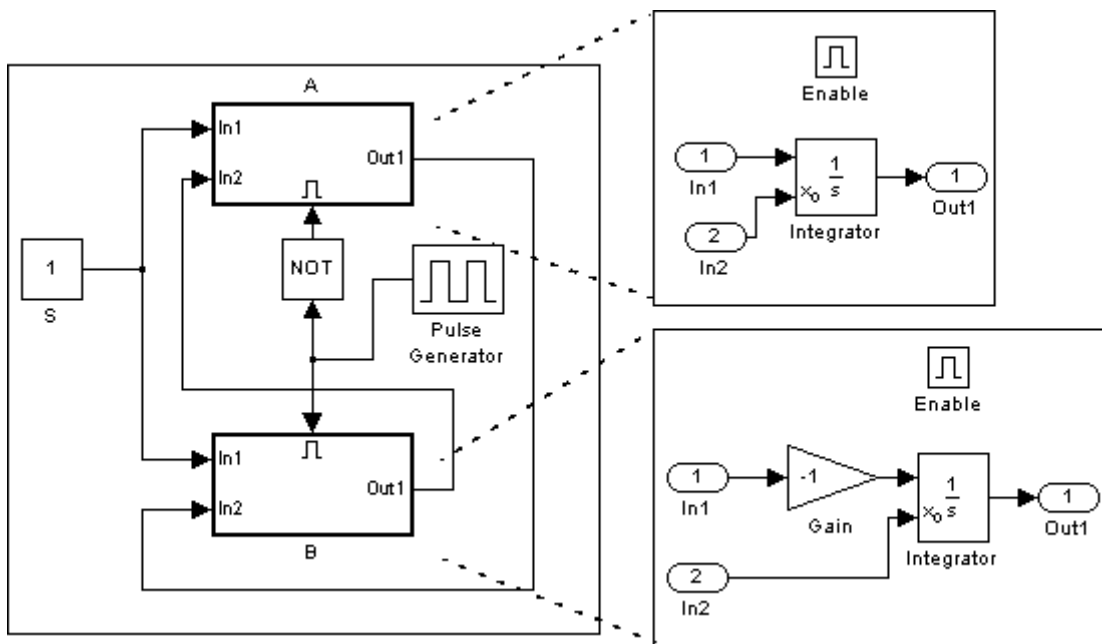 A
In1
In2
Out1
1
S
NOT
Pulse
Generator
In1
In2
Out1
B
Enable
1
In1
2
In2
x0
1
s
Integrator
1
Out1
Enable
1
In1
-1
Gain
2
In2
x0
1
s
Integrator
1
Out1